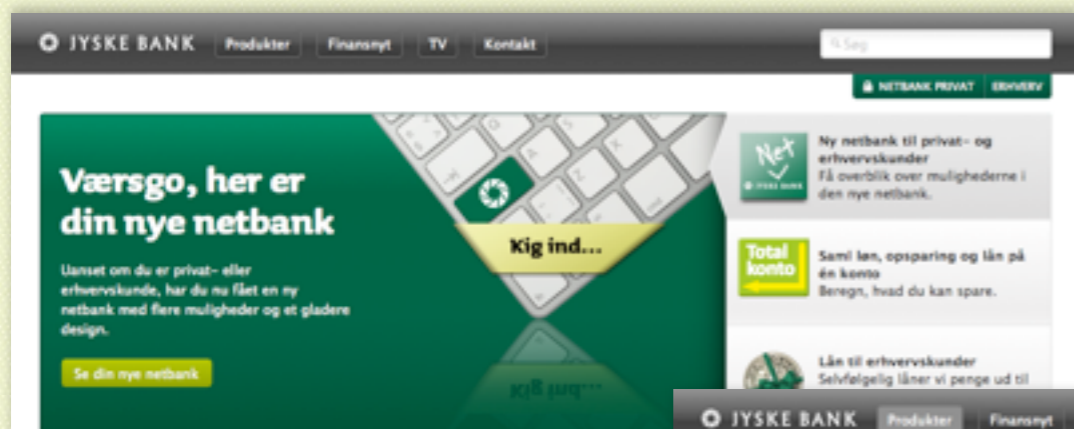 JYSKE BANK Produkter Finansnyt TV Kontakt Søg
NETBANK PRIVAT ERHVERV
Værsgo, her er
din nye netbank
Uanset om du er privat- eller
erhvervskunde, har du nu fået en ny
netbank med flere muligheder og et gladere
design.
Se din nye netbank
Kig ind...
Net
JYSKE BANK
Ny netbank til privat- og
erhvervskunder
Få overblik over mulighederne i
den nye netbank.
Total
konto
Saml løn, opsparing og lån på
én konto
Beregn, hvad du kan spare.
Lån til erhvervskunder
Selvfølgelig låner vi penge ud til
JYSKE BANK Produkter Finansnyt